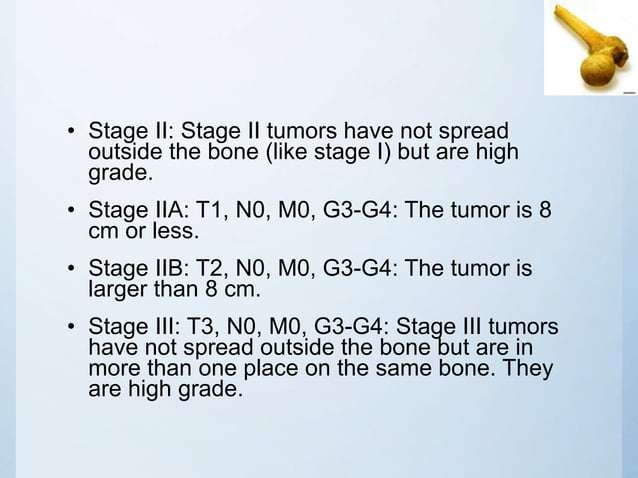 • Stage II: Stage II tumors have not spread
outside the bone (like stage I) but are high
grade.
• Stage IIA: T1, N0, M0, G3-G4: The tumor is 8
cm or less.
• Stage IIB: T2, N0, M0, G3-G4: The tumor is
larger than 8 cm.
• Stage III: T3, N0, M0, G3-G4: Stage III tumors
have not spread outside the bone but are in
more than one place on the same bone. They
are high grade.